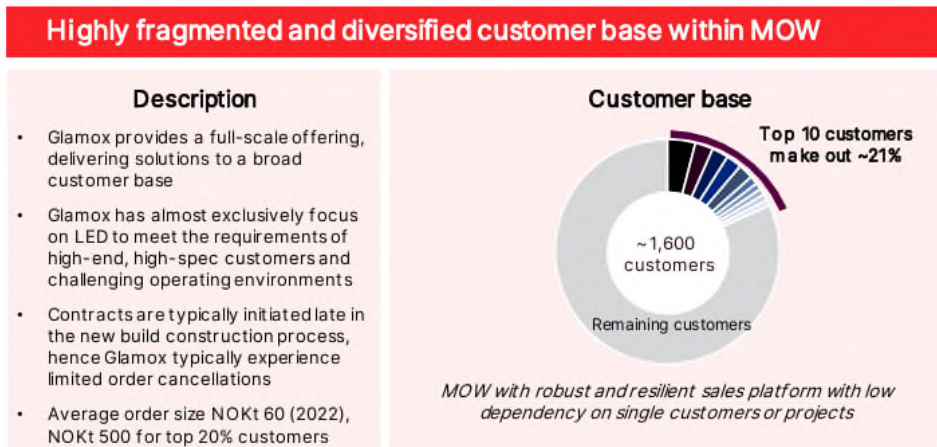 Highly fragmented and diversified customer base within MOW
Description
• Glamox provides a full-scale offering,
delivering solutions to a broad
customer base
• Glamox has almost exclusively focus
on LED to meet the requirements of
high-end, high-spec customers and
challenging operating environments
• Contracts are typically initiated late in
the new build construction process,
hence Glamox typically experience
limited order cancellations
• Average order size NOKt 60 (2022),
NOKt 500 for top 20% customers
Customer base
Top 10 customers
make out ~21%
~1,600
customers
Remaining customers
MOW with robust and resilient sales platform with low
dependency on single customers or projects